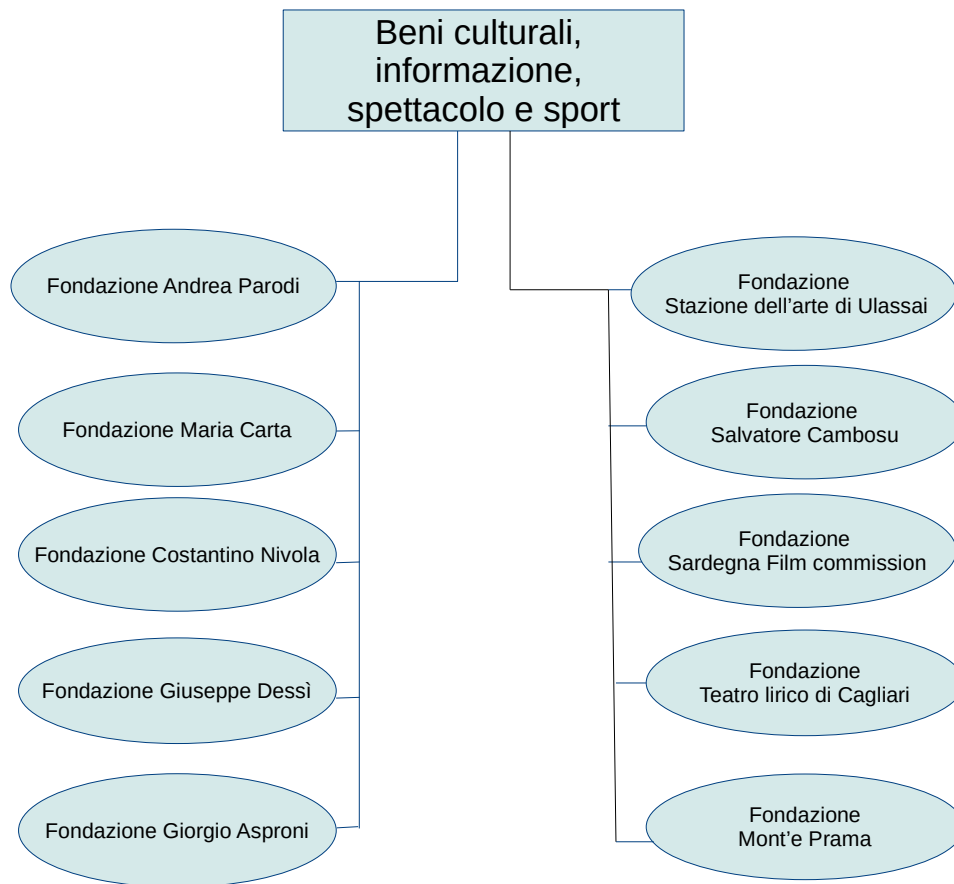 Beni culturali,
informazione,
spettacolo e sport
Fondazione Andrea Parodi
Fondazione Maria Carta
Fondazione Costantino Nivola
Fondazione Giuseppe Dessì
Fondazione Giorgio Asproni
Fondazione
Stazione dell’arte di Ulassai
Fondazione
Salvatore Cambosu
Fondazione
Sardegna Film commission
Fondazione
Teatro lirico di Cagliari
Fondazione
Mont'e Prama